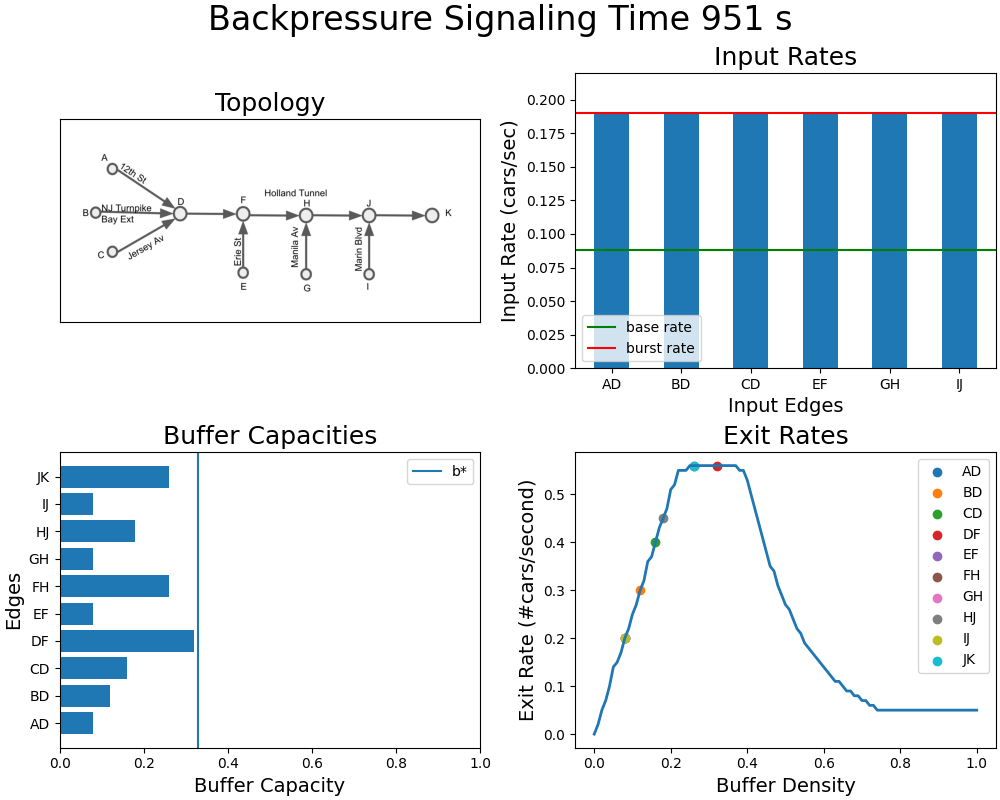 Backpressure Signaling Time 951 s
Topology
A
12th St
B
NJ Turnpike
Bay Ext
C
Jersey Av
D
F
Holland Tunnel
H
J
K
Erie St
Manila Av
Marin Blvd
E
G
I
Input Rates
Input Rate (cars/sec)
0.200
0.175
0.150
0.125
0.100
0.075
0.050
0.025
0.000
base rate
burst rate
AD BD CD EF GH IJ
Input Edges
Buffer Capacities
Edges
JK
IJ
HJ
GH
FH
EF
DF
CD
BD
AD
b*
0.0 0.2 0.4 0.6 0.8 1.0
Buffer Capacity
Exit Rates
Exit Rate (#cars/second)
0.5
0.4
0.3
0.2
0.1
0.0
AD
BD
CD
DF
EF
FH
GH
HJ
IJ
JK
0.0 0.2 0.4 0.6 0.8 1.0
Buffer Density